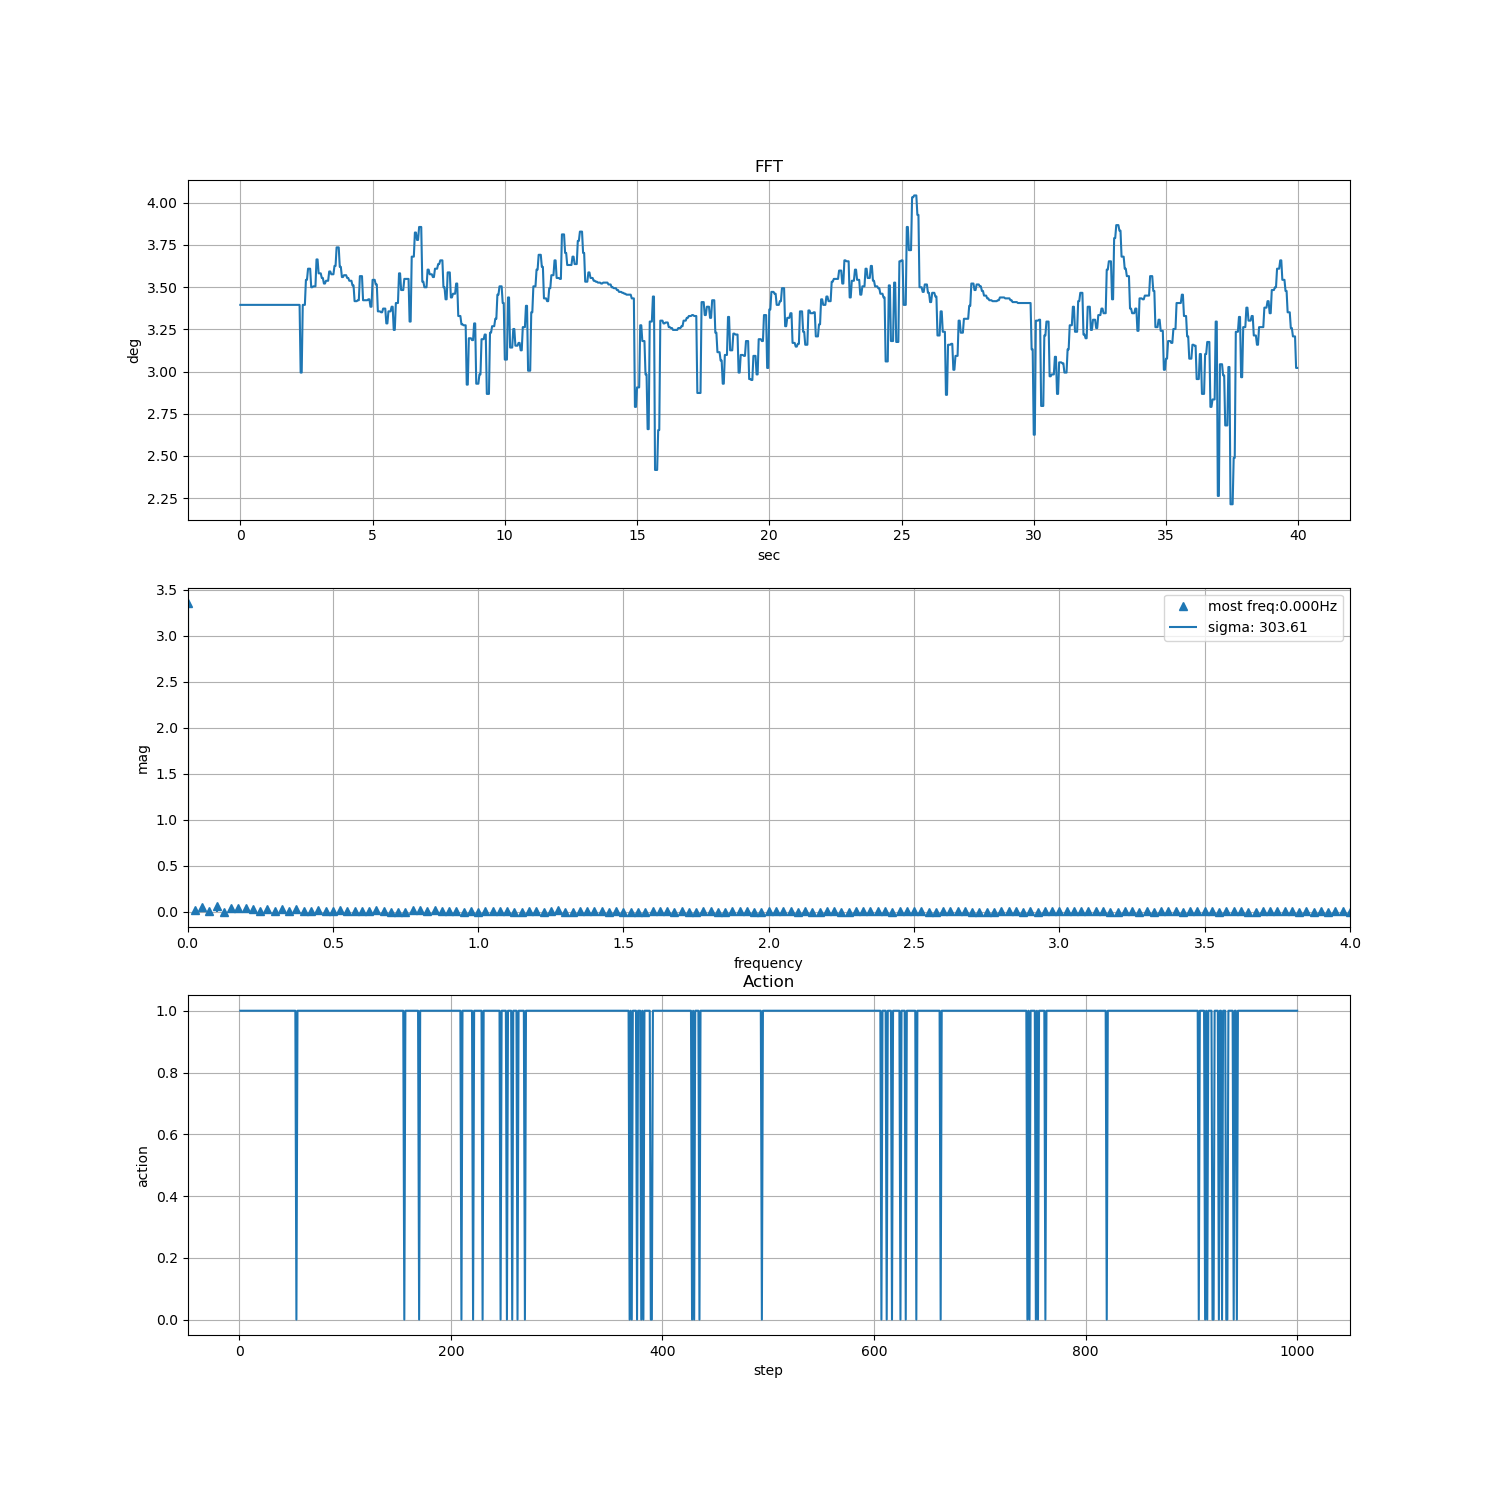 FFT
4.00
3.75
3.50
3.25
3.00
2.75
2.50
2.25
deg
0 5 10 15 20 25 30 35 40
sec
3.5
3.0
2.5
2.0
1.5
1.0
0.5
0.0
mag
most freq:0.000Hz
sigma: 303.61
0.0 0.5 1.0 1.5 2.0 2.5 3.0 3.5 4.0
frequency
Action
1.0
0.8
0.6
0.4
0.2
0.0
action
0 200 400 600 800 1000
step